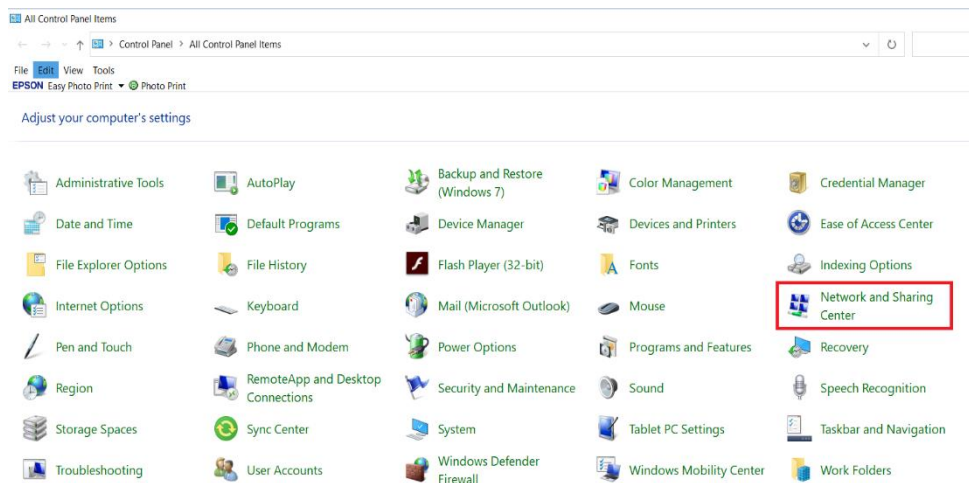 All Control Panel Items
Control Panel > All Control Panel Items
File Edit View Tools
EPSON Easy Photo Print Photo Print
Adjust your computer's settings
Administrative Tools
AutoPlay
Backup and Restore
(Windows 7)
Color Management
Credential Manager
Date and Time
Default Programs
Device Manager
Devices and Printers
Ease of Access Center
File Explorer Options
File History
Flash Player (32-bit)
Fonts
Indexing Options
Internet Options
Keyboard
Mail (Microsoft Outlook)
Mouse
Network and Sharing
Center
Pen and Touch
Phone and Modem
Power Options
Programs and Features
Recovery
Region
RemoteApp and Desktop
Connections
Security and Maintenance
Sound
Speech Recognition
Storage Spaces
Sync Center
System
Tablet PC Settings
Taskbar and Navigation
Troubleshooting
User Accounts
Windows Defender
Firewall
Windows Mobility Center
Work Folders